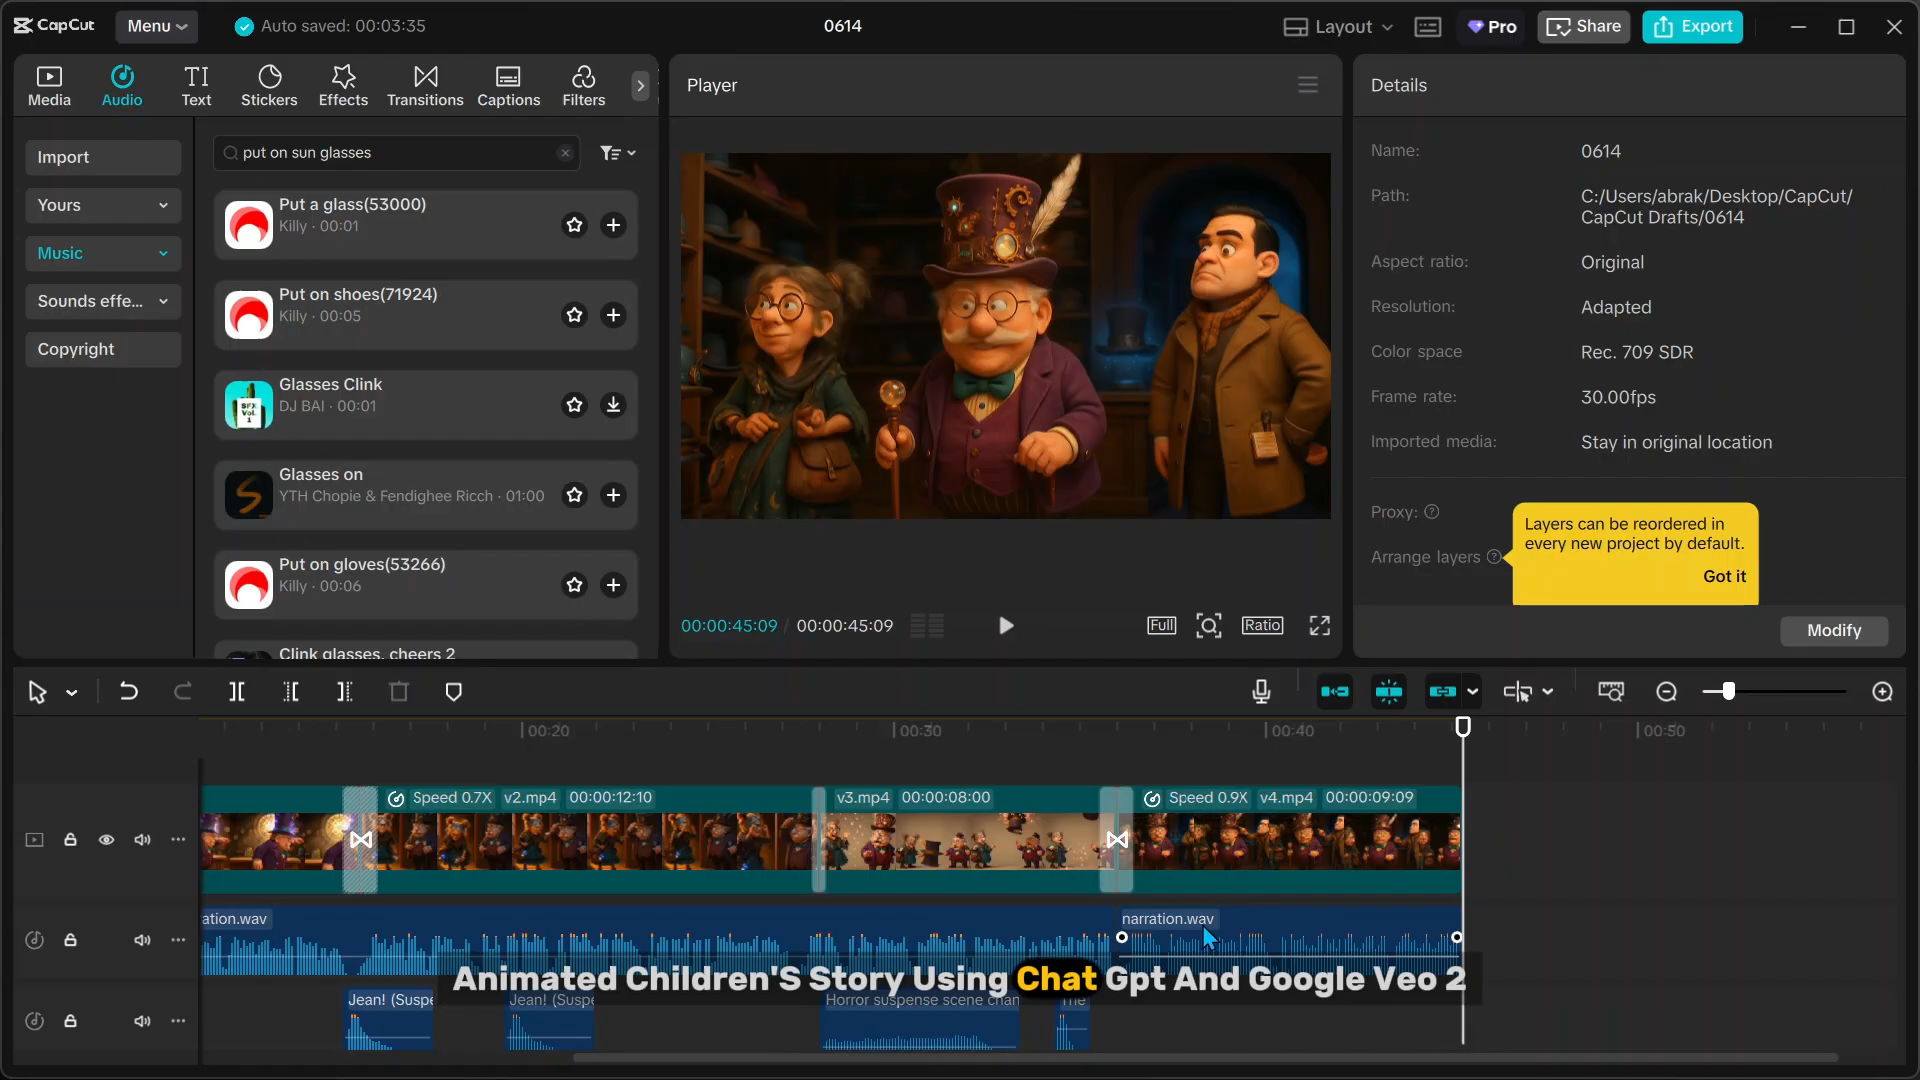 CapCut
Menu
Auto saved: 00:03:35
0614
Layout
Pro
Share
Export
Media
Audio
TI
Text
Stickers
Effects
Transitions
Captions
Filters
Import
Yours
Music
Sounds effe...
Copyright
put on sun glasses
Put a glass(53000)
Killy · 00:01
Put on shoes(71924)
Killy · 00:05
SFX
Vol.
1
Glasses Clink
DJ BAI · 00:01
Glasses on
YTH Chopie & Fendighee Ricch · 01:00
Put on gloves(53266)
Killy · 00:06
Clink glasses, cheers 2
Player
00:00:45:09 / 00:00:45:09
Full
Ratio
Details
Name: 0614
Path: C:/Users/abrak/Desktop/CapCut/
CapCut Drafts/0614
Aspect ratio: Original
Resolution: Adapted
Color space Rec. 709 SDR
Frame rate: 30.00fps
Imported media: Stay in original location
Proxy:
Arrange layers
Layers can be reordered in
every new project by default.
Got it
Modify
00:20
00:30
00:40
00:50
Speed 0.7X v2.mp4 00:00:12:10
v3.mp4 00:00:08:00
Speed 0.9X v4.mp4 00:00:09:09
ation.wav
narration.wav
Animated Children'S Story Using Chat Gpt And Google Veo 2
Jean! (Suspe
Jean! (Suspe
Horror suspense scene chan
The